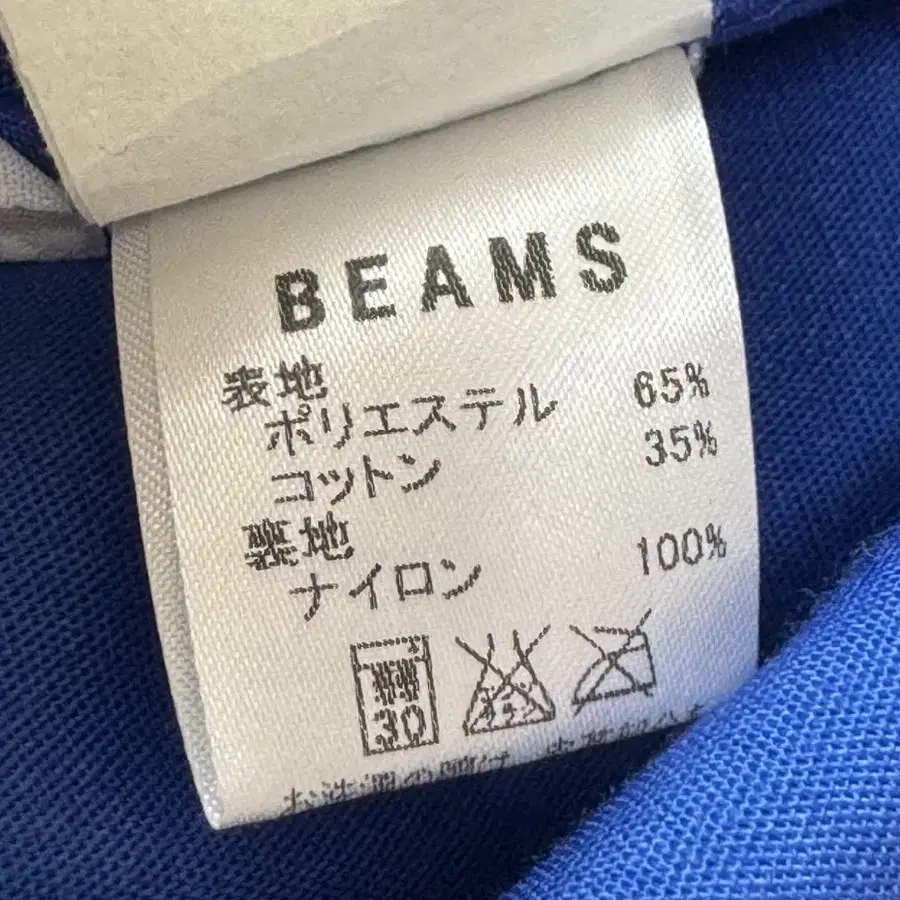 BEAMS
表地
ポリエステル 65%
コットン 35%
裏地
ナイロン 100%
30